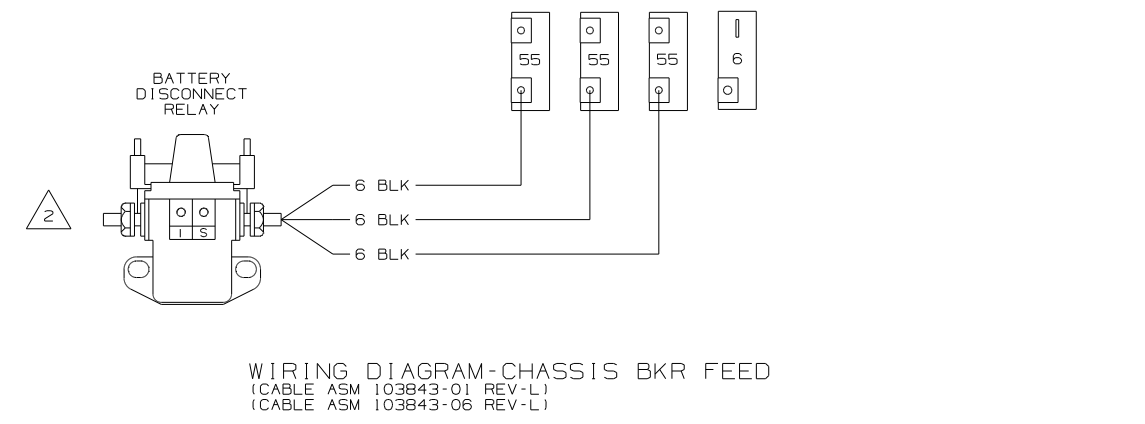 55 55 55 6
BATTERY
DISCONNECT
RELAY
6 BLK
2
6 BLK
I S
6 BLK
WIRING DIAGRAM-CHASSIS BKR FEED
(CABLE ASM 103843-01 REV-L)
(CABLE ASM 103843-06 REV-L)